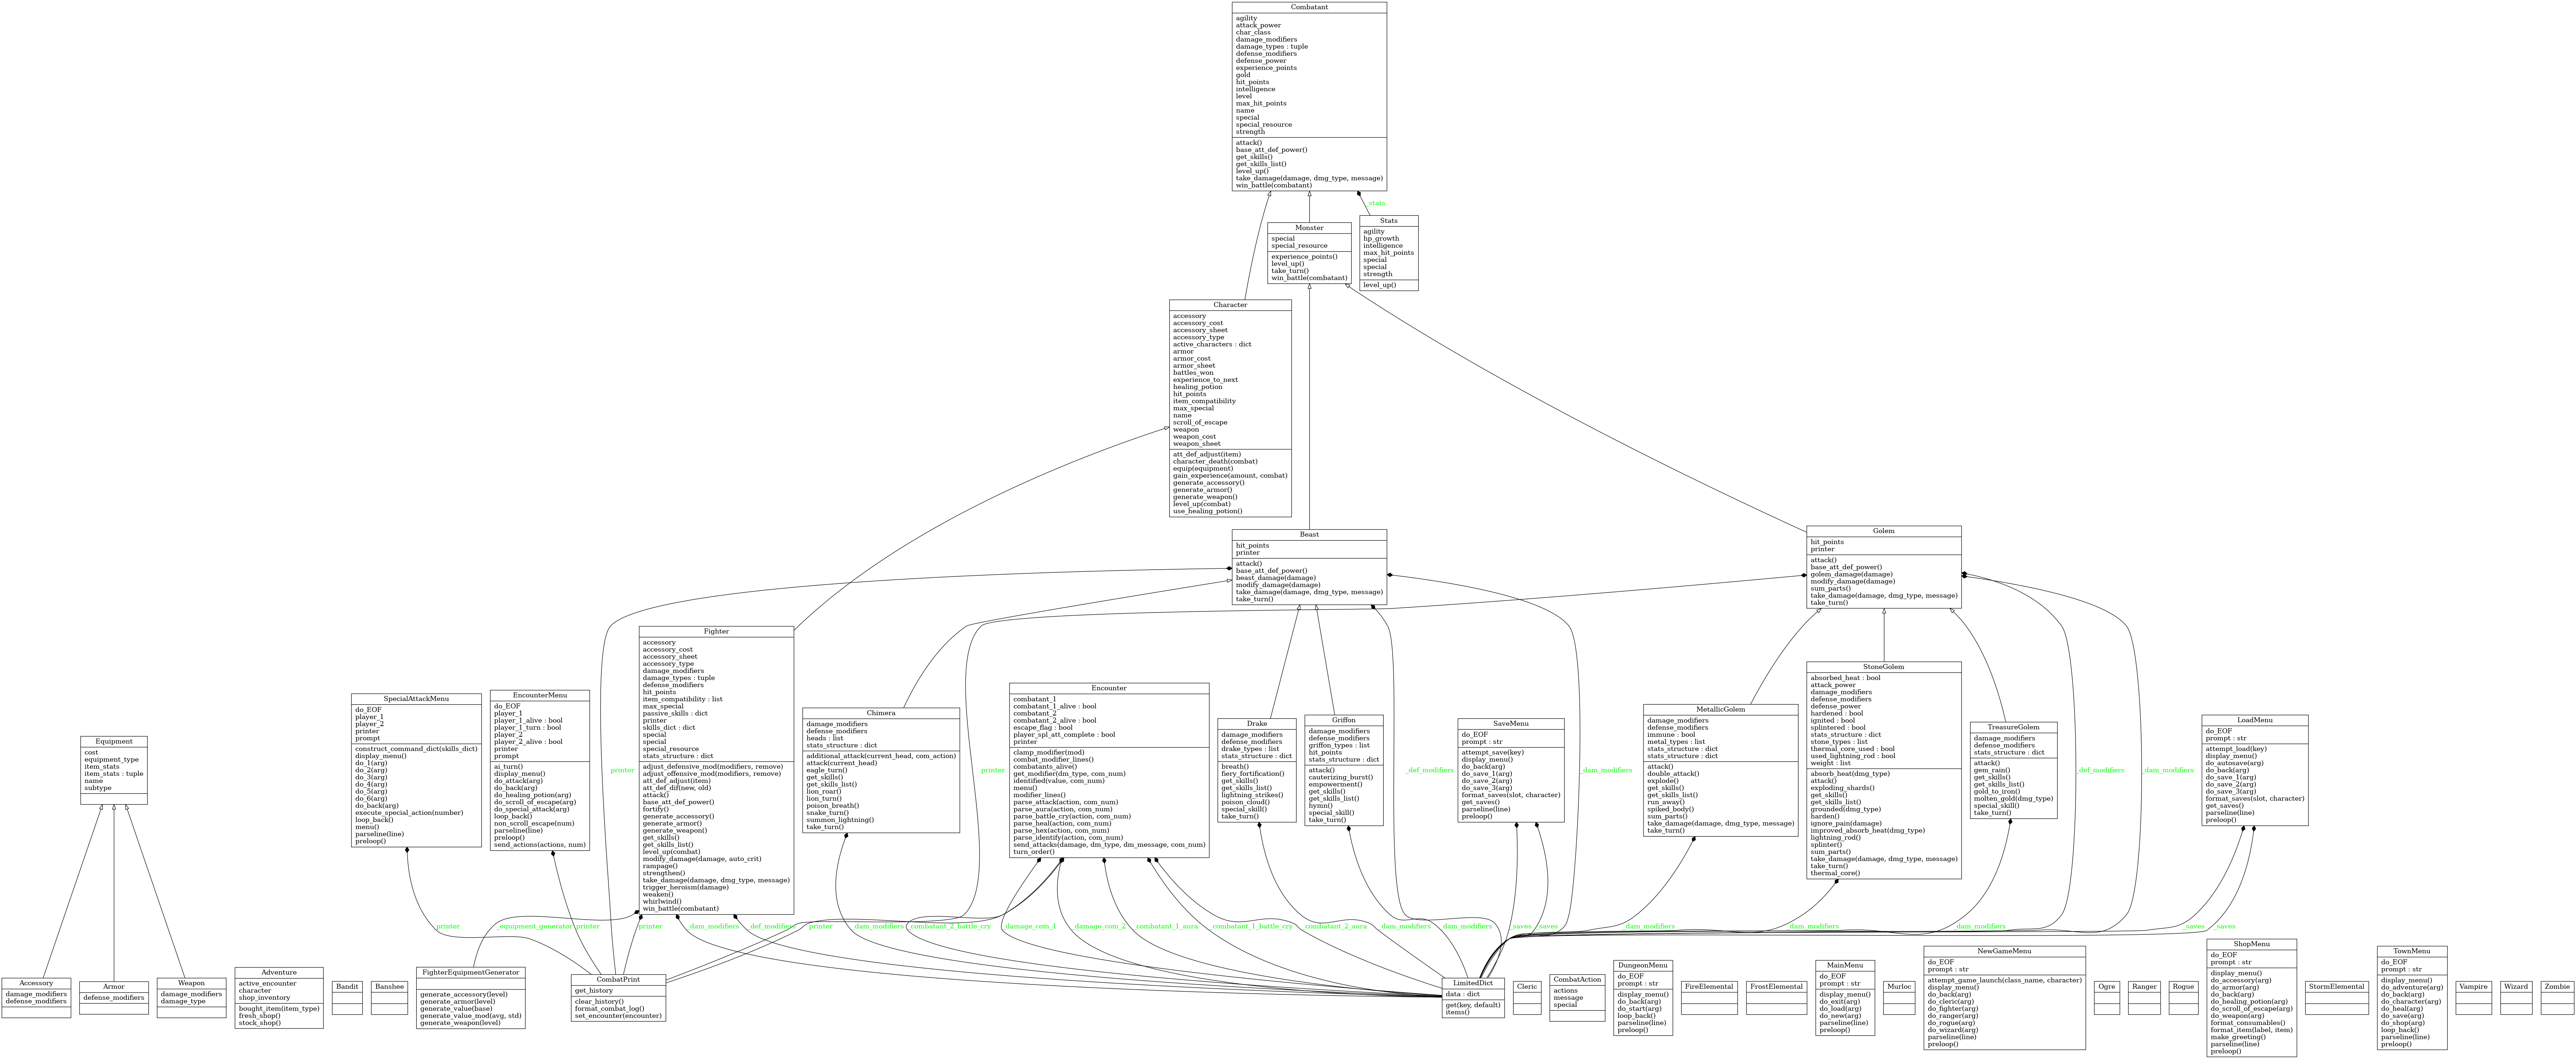 Combatant
agility
attack_power
char_class
damage_modifiers
damage_types : tuple
defense_modifiers
defense_power
experience_points
gold
hit_points
intelligence
level
max_hit_points
name
special
special_resource
strength
attack()
base_att_def_power()
get_skills()
get_skills_list()
level_up()
take_damage(damage, dmg_type, message)
win_battle(combatant)
_stats
Monster
special
special_resource
experience_points()
level_up()
take_turn()
win_battle(combatant)
Stats
agility
hp_growth
intelligence
max_hit_points
special
special
strength
level_up()
Character
accessory
accessory_cost
accessory_sheet
accessory_type
active_characters : dict
armor
armor_cost
armor_sheet
battles_won
experience_to_next
healing_potion
hit_points
item_compatibility
max_special
name
scroll_of_escape
weapon
weapon_cost
weapon_sheet
att_def_adjust(item)
character_death(combat)
equip(equipment)
gain_experience(amount, combat)
generate_accessory()
generate_armor()
generate_weapon()
level_up(combat)
use_healing_potion()
Beast
hit_points
printer
attack()
base_att_def_power()
beast_damage(damage)
modify_damage(damage)
take_damage(damage, dmg_type, message)
take_turn()
Golem
hit_points
printer
attack()
base_att_def_power()
golem_damage(damage)
modify_damage(damage)
sum_parts()
take_damage(damage, dmg_type, message)
take_turn()
Equipment
cost
equipment_type
item_stats
item_stats : tuple
name
subtype
SpecialAttackMenu
do_EOF
player_1
player_2
printer
prompt
construct_command_dict(skills_dict)
display_menu()
do_1(arg)
do_2(arg)
do_3(arg)
do_4(arg)
do_5(arg)
do_6(arg)
do_back(arg)
execute_special_action(number)
loop_back()
menu()
parseline(line)
preloop()
EncounterMenu
do_EOF
player_1
player_1_alive : bool
player_1_turn : bool
player_2
player_2_alive : bool
printer
prompt
ai_turn()
display_menu()
do_attack(arg)
do_back(arg)
do_healing_potion(arg)
do_scroll_of_escape(arg)
do_special_attack(arg)
loop_back()
non_scroll_escape(num)
parseline(line)
preloop()
send_actions(actions, num)
Fighter
accessory
accessory_cost
accessory_sheet
accessory_type
damage_modifiers
damage_types : tuple
defense_modifiers
hit_points
item_compatibility : list
max_special
passive_skills : dict
printer
skills_dict : dict
special
special
special_resource
stats_structure : dict
adjust_defensive_mod(modifiers, remove)
adjust_offensive_mod(modifiers, remove)
att_def_adjust(item)
att_def_dif(new, old)
attack()
base_att_def_power()
fortify()
generate_accessory()
generate_armor()
generate_weapon()
get_skills()
get_skills_list()
level_up(combat)
modify_damage(damage, auto_crit)
rampage()
strengthen()
take_damage(damage, dmg_type, message)
trigger_heroism(damage)
weaken()
whirlwind()
win_battle(combatant)
Chimera
damage_modifiers
defense_modifiers
heads : list
stats_structure : dict
additional_attack(current_head, com_action)
attack(current_head)
eagle_turn()
get_skills()
get_skills_list()
lion_roar()
lion_turn()
poison_breath()
snake_turn()
summon_lightning()
take_turn()
Encounter
combatant_1
combatant_1_alive : bool
combatant_2
combatant_2_alive : bool
escape_flag : bool
player_spl_att_complete : bool
printer
clamp_modifier(mod)
combat_modifier_lines()
combatants_alive()
get_modifier(dm_type, com_num)
identified(value, com_num)
menu()
modifier_lines()
parse_attack(action, com_num)
parse_aura(action, com_num)
parse_battle_cry(action, com_num)
parse_heal(action, com_num)
parse_hex(action, com_num)
parse_identify(action, com_num)
send_attacks(damage, dm_type, dm_message, com_num)
turn_order()
Drake
damage_modifiers
defense_modifiers
drake_types : list
stats_structure : dict
breath()
fiery_fortification()
get_skills()
get_skills_list()
lightning_strikes()
poison_cloud()
special_skill()
take_turn()
Griffon
damage_modifiers
defense_modifiers
griffon_types : list
hit_points
stats_structure : dict
attack()
cauterizing_burst()
empowerment()
get_skills()
get_skills_list()
hymn()
special_skill()
take_turn()
SaveMenu
do_EOF
prompt : str
attempt_save(key)
display_menu()
do_back(arg)
do_save_1(arg)
do_save_2(arg)
do_save_3(arg)
format_saves(slot, character)
get_saves()
parseline(line)
preloop()
MetallicGolem
damage_modifiers
defense_modifiers
immune : bool
metal_types : list
stats_structure : dict
stats_structure : dict
attack()
double_attack()
explode()
get_skills()
get_skills_list()
run_away()
spiked_body()
sum_parts()
take_damage(damage, dmg_type, message)
take_turn()
StoneGolem
absorbed_heat : bool
attack_power
damage_modifiers
defense_modifiers
defense_power
hardened : bool
ignited : bool
splintered : bool
stats_structure : dict
stone_types : list
thermal_core_used : bool
used_lightning_rod : bool
weight : list
absorb_heat(dmg_type)
attack()
exploding_shards()
get_skills()
get_skills_list()
grounded(dmg_type)
harden()
ignore_pain(damage)
improved_absorb_heat(dmg_type)
lightning_rod()
splinter()
sum_parts()
take_damage(damage, dmg_type, message)
take_turn()
thermal_core()
TreasureGolem
damage_modifiers
defense_modifiers
stats_structure : dict
attack()
gem_rain()
get_skills()
get_skills_list()
gold_to_iron()
molten_gold(dmg_type)
special_skill()
take_turn()
LoadMenu
do_EOF
prompt : str
attempt_load(key)
display_menu()
do_autosave(arg)
do_back(arg)
do_save_1(arg)
do_save_2(arg)
do_save_3(arg)
format_saves(slot, character)
get_saves()
parseline(line)
preloop()
printer
printer
_def_modifiers
_dam_modifiers
_def_modifiers
_dam_modifiers
printer
_equipment_generator
printer
printer
_dam_modifiers
_def_modifiers
printer
_dam_modifiers
combatant_2_battle_cry
damage_com_1
damage_com_2
combatant_1_aura
combatant_1_battle_cry
combatant_2_aura
_dam_modifiers
_dam_modifiers
_saves
_saves
_dam_modifiers
_dam_modifiers
_dam_modifiers
_saves
_saves
Accessory
damage_modifiers
defense_modifiers
Armor
defense_modifiers
Weapon
damage_modifiers
damage_type
Adventure
active_encounter
character
shop_inventory
bought_item(item_type)
fresh_shop()
stock_shop()
Bandit
Banshee
FighterEquipmentGenerator
generate_accessory(level)
generate_armor(level)
generate_value(base)
generate_value_mod(avg, std)
generate_weapon(level)
CombatPrint
get_history
clear_history()
format_combat_log()
set_encounter(encounter)
LimitedDict
data : dict
get(key, default)
items()
Cleric
CombatAction
actions
message
special
DungeonMenu
do_EOF
prompt : str
display_menu()
do_back(arg)
do_start(arg)
loop_back()
parseline(line)
preloop()
FireElemental
FrostElemental
MainMenu
do_EOF
prompt : str
display_menu()
do_exit(arg)
do_load(arg)
do_new(arg)
parseline(line)
preloop()
Murloc
NewGameMenu
do_EOF
prompt : str
attempt_game_launch(class_name, character)
display_menu()
do_back(arg)
do_cleric(arg)
do_fighter(arg)
do_ranger(arg)
do_rogue(arg)
do_wizard(arg)
parseline(line)
preloop()
Ogre
Ranger
Rogue
ShopMenu
do_EOF
prompt : str
display_menu()
do_accessory(arg)
do_armor(arg)
do_back(arg)
do_healing_potion(arg)
do_scroll_of_escape(arg)
do_weapon(arg)
format_consumables()
format_item(label, item)
make_greeting()
parseline(line)
preloop()
StormElemental
TownMenu
do_EOF
prompt : str
display_menu()
do_adventure(arg)
do_back(arg)
do_character(arg)
do_heal(arg)
do_save(arg)
do_shop(arg)
loop_back()
parseline(line)
preloop()
Vampire
Wizard
Zombie